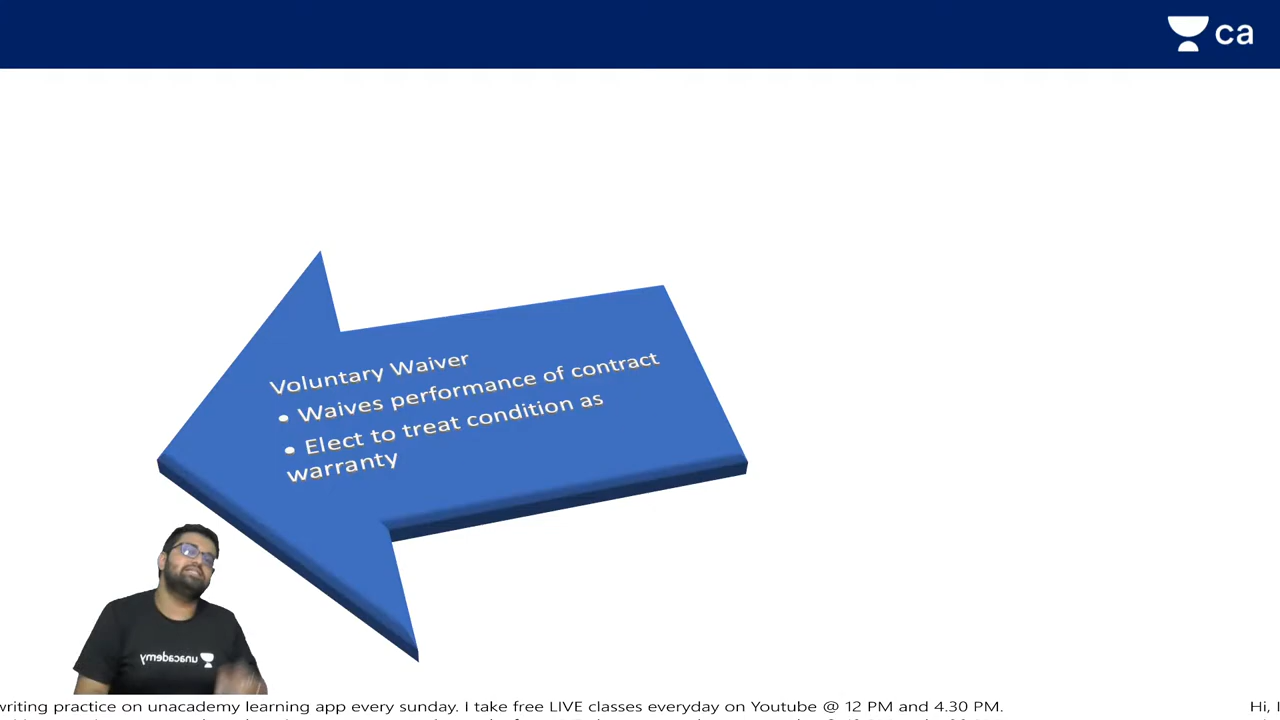 ca
Voluntary Waiver
• Waives performance of contract
• Elect to treat condition as
warranty
unacademy
writing practice on unacademy learning app every sunday. I take free LIVE classes everyday on Youtube @ 12 PM and 4.30 PM. Hi, I